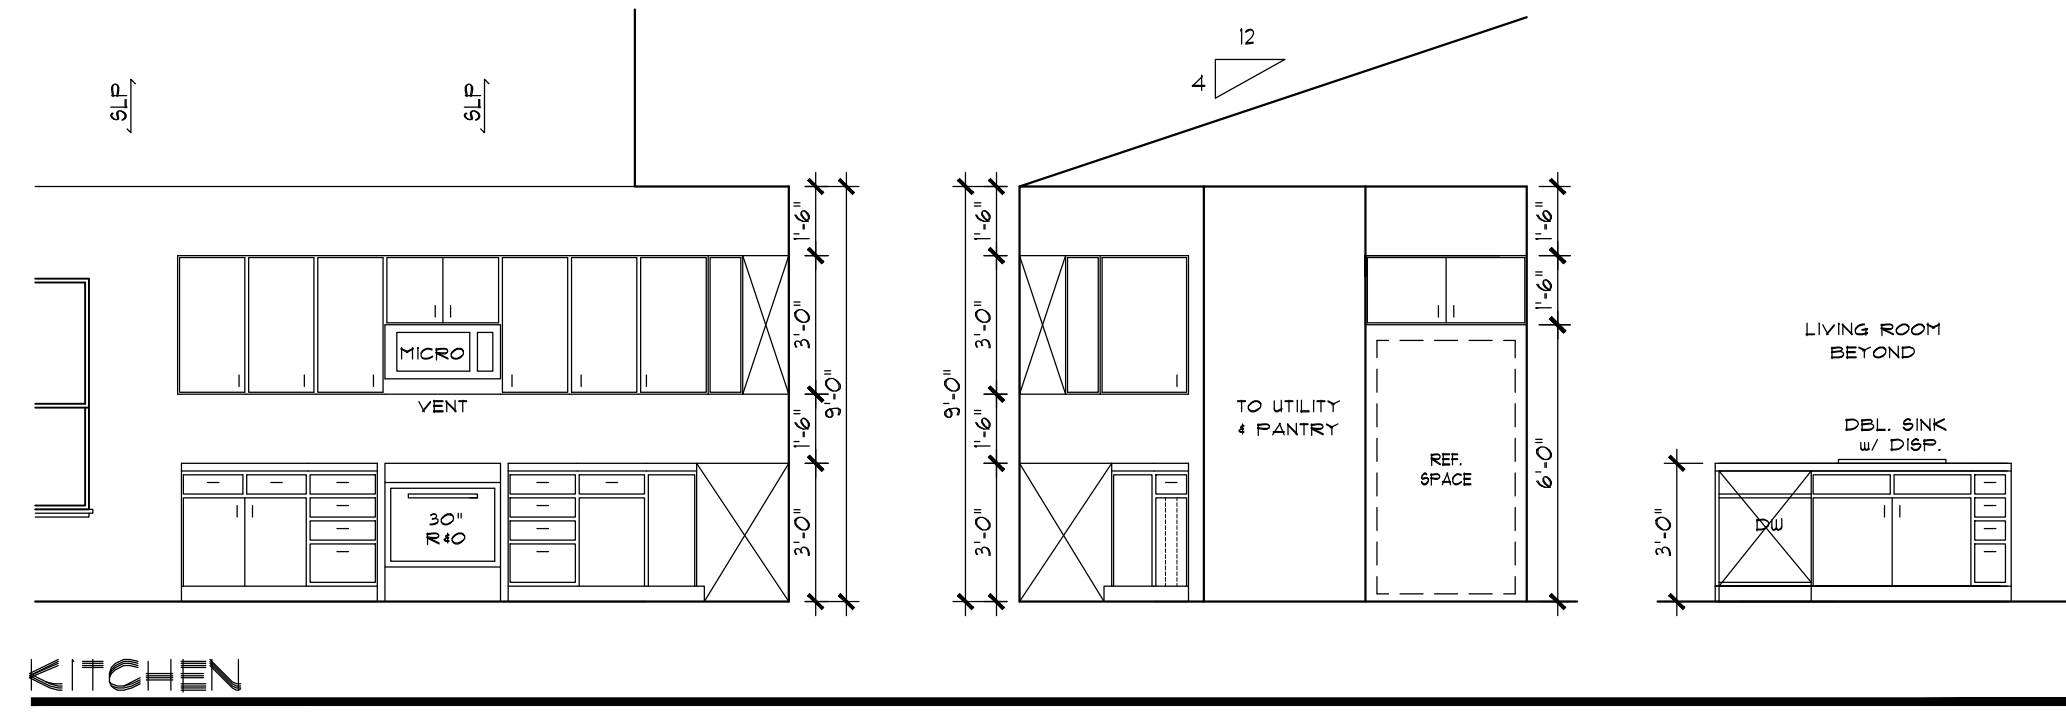 SLP
SLP
12
4
1'-6"
3'-0"
1'-6"
3'-0"
9'-0"
MICRO
VENT
30"
R&O
9'-0"
1'-6"
3'-0"
1'-6"
3'-0"
TO UTILITY
& PANTRY
REF.
SPACE
1'-6"
1'-6"
6'-0"
LIVING ROOM
BEYOND
DBL. SINK
w/ DISP.
3'-0"
DW
KITCHEN